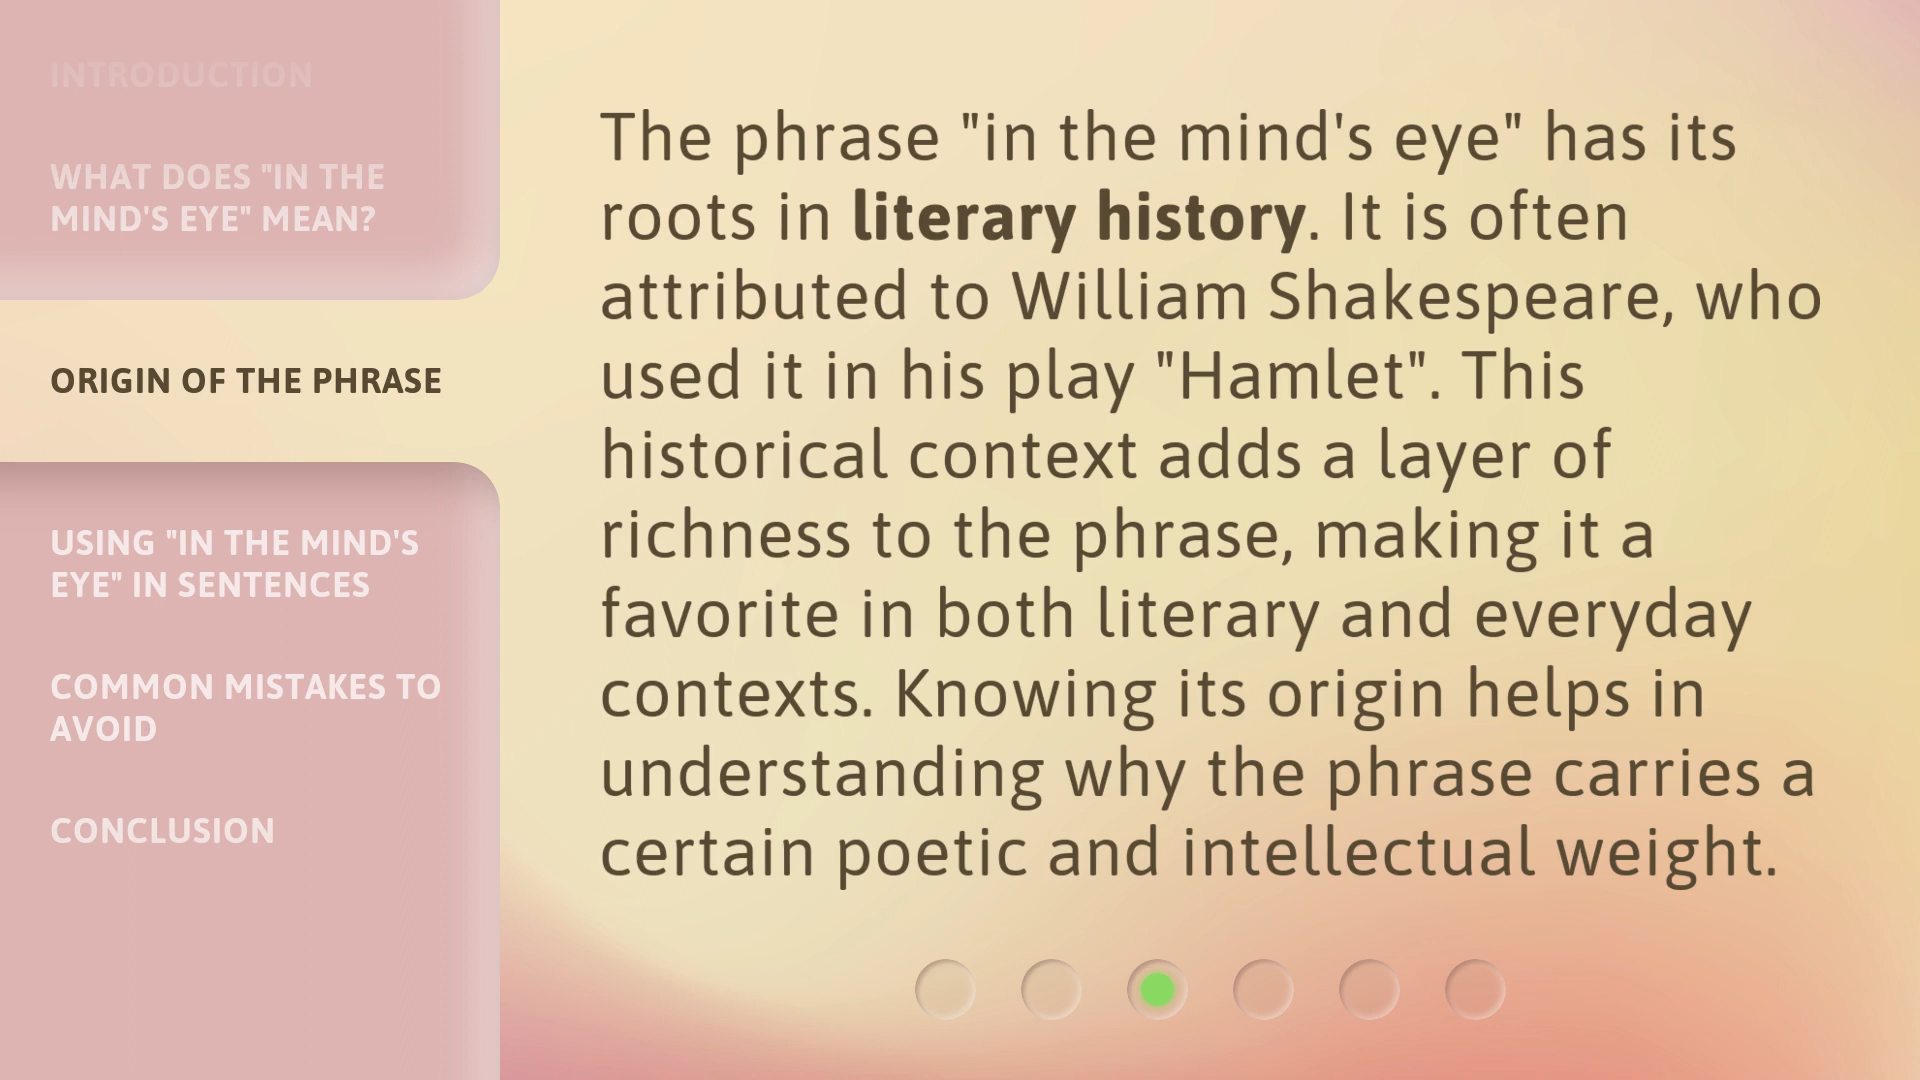 INTRODUCTION
WHAT DOES "IN THE
MIND'S EYE" MEAN?
ORIGIN OF THE PHRASE
USING "IN THE MIND'S
EYE" IN SENTENCES
COMMON MISTAKES TO
AVOID
CONCLUSION
The phrase "in the mind's eye" has its
roots in literary history. It is often
attributed to William Shakespeare, who
used it in his play "Hamlet". This
historical context adds a layer of
richness to the phrase, making it a
favorite in both literary and everyday
contexts. Knowing its origin helps in
understanding why the phrase carries a
certain poetic and intellectual weight.